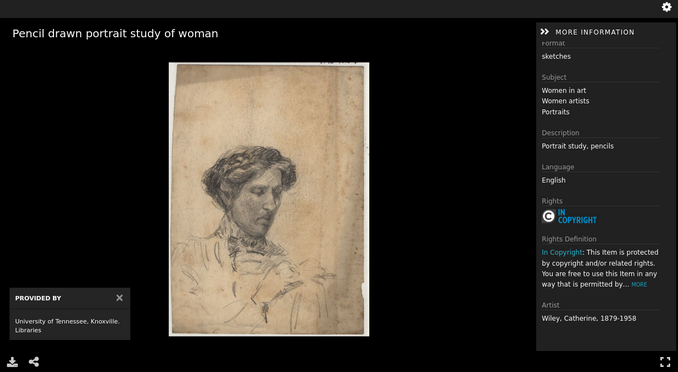 Pencil drawn portrait study of woman
MORE INFORMATION
Format
sketches
Subject
Women in art
Women artists
Portraits
Description
Portrait study, pencils
Language
English
Rights
C IN
COPYRIGHT
Rights Definition
In Copyright: This Item is protected
by copyright and/or related rights.
You are free to use this Item in any
way that is permitted by... MORE
Artist
Wiley, Catherine, 1879-1958
PROVIDED BY
University of Tennessee, Knoxville.
Libraries